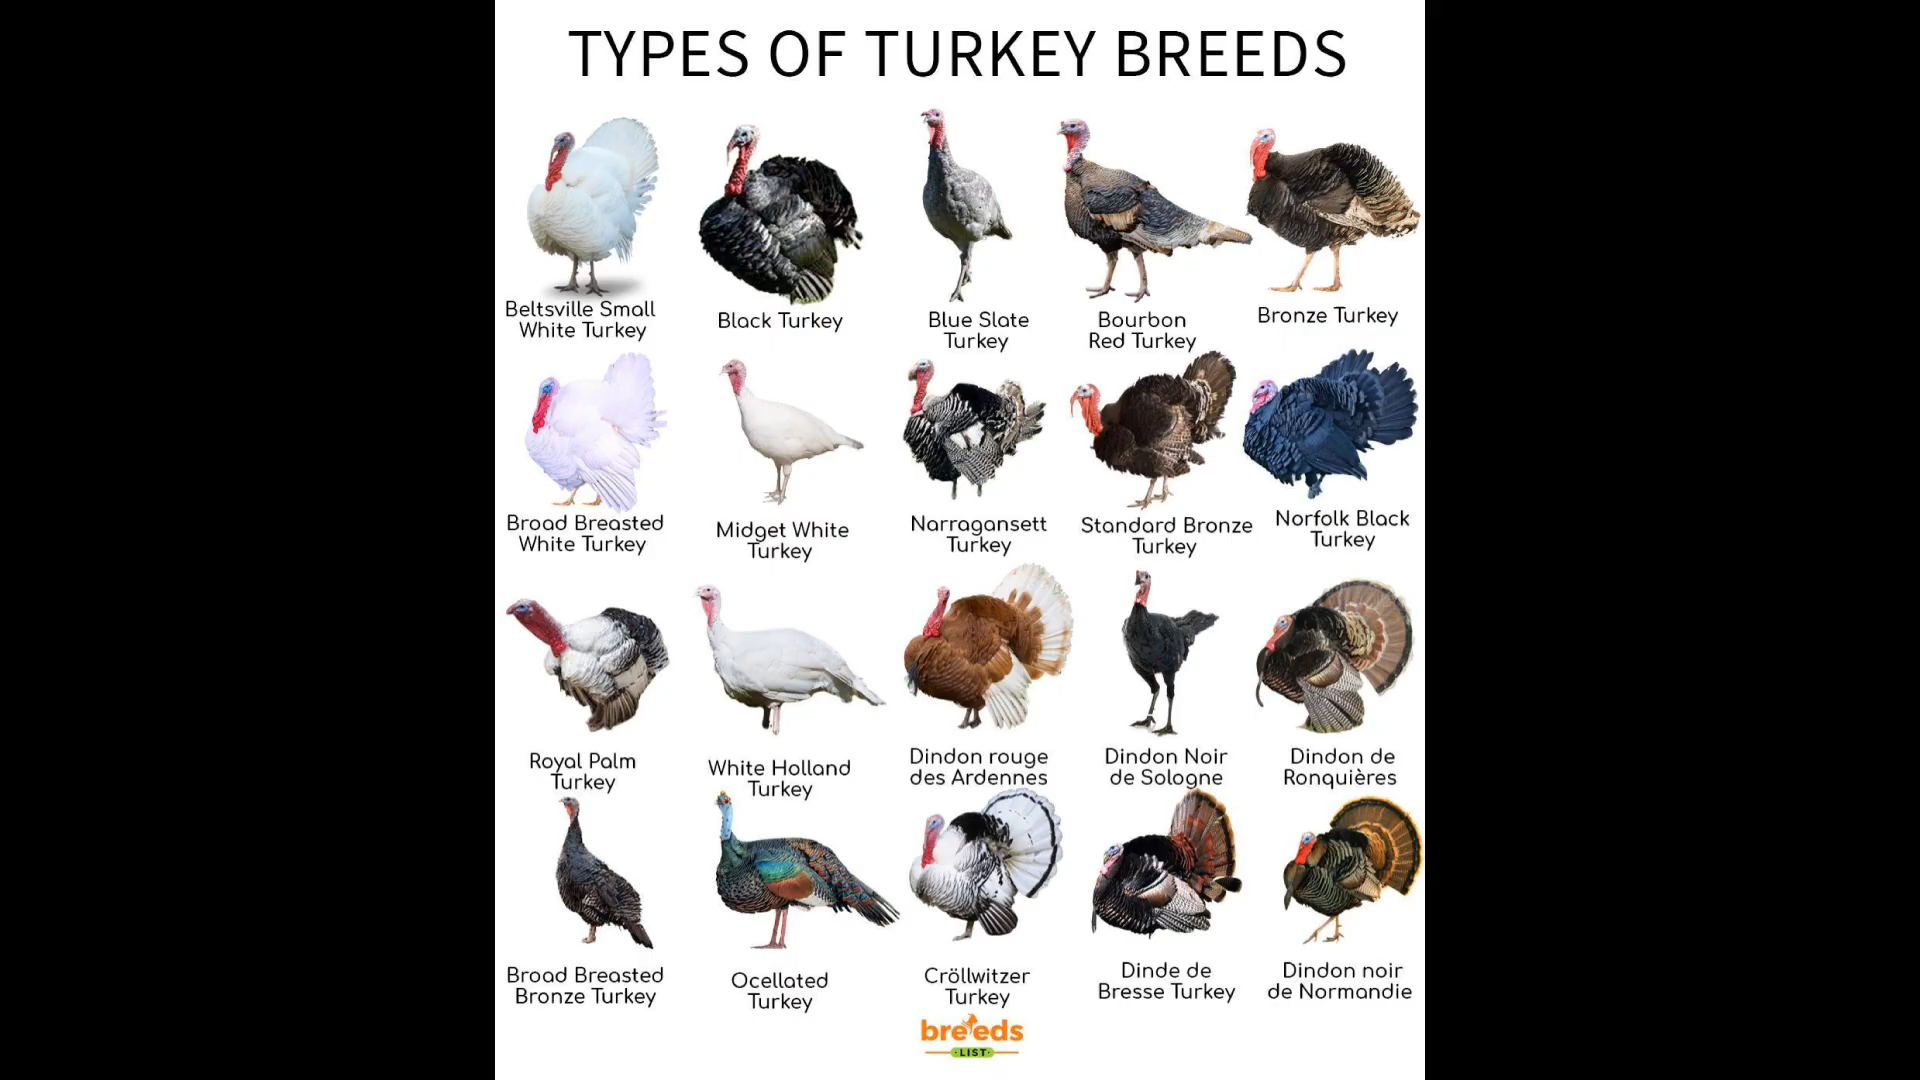 TYPES OF TURKEY BREEDS
Beltsville Small
White Turkey
Black Turkey
Blue Slate
Turkey
Bourbon
Red Turkey
Bronze Turkey
Broad Breasted
White Turkey
Midget White
Turkey
Narragansett
Turkey
Standard Bronze
Turkey
Norfolk Black
Turkey
Royal Palm
Turkey
White Holland
Turkey
Dindon rouge
des Ardennes
Dindon Noir
de Sologne
Dindon de
Ronquières
Broad Breasted
Bronze Turkey
Ocellated
Turkey
Cröllwitzer
Turkey
Dinde de
Bresse Turkey
Dindon noir
de Normandie
breeds
LIST